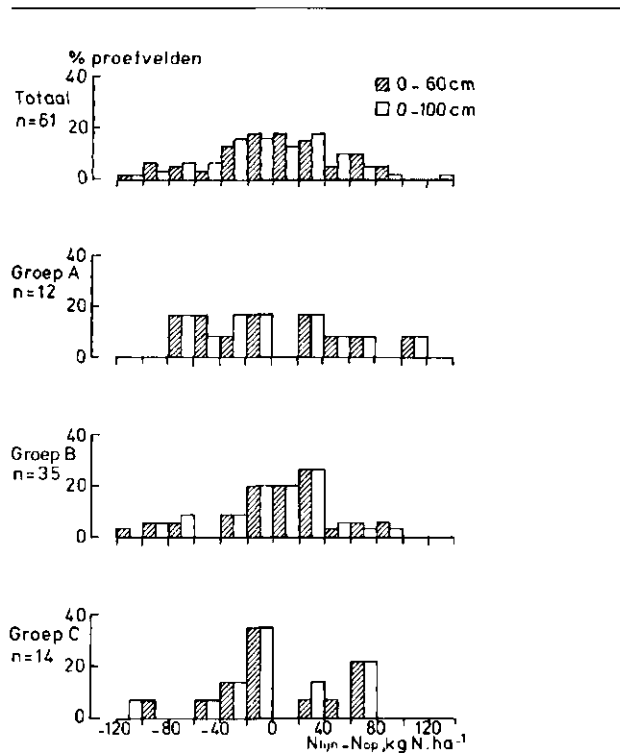 % proefvelden
0-60cm
0-100cm
Totaal
n=61
40
20
0
Groep A
n=12
40
20
0
Groep B
n=35
40
20
0
Groep C
n=14
40
20
0
-120 -80 -40 0 40 80 120
Nlijn-Nop, kg N.ha⁻¹